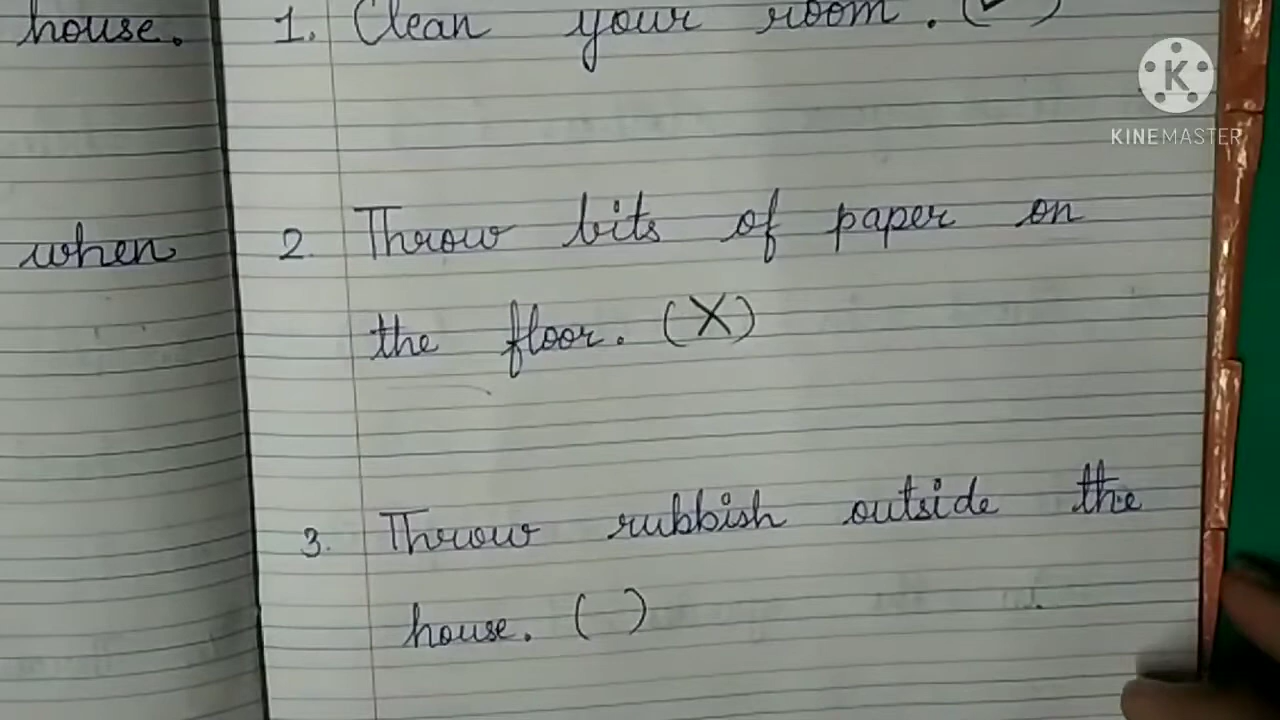 house.
when
1. Clean your room. (✓)
2. Throw bits of paper on
the floor. (X)
3. Throw rubbish outside the
house. ( )
K
KINEMASTER